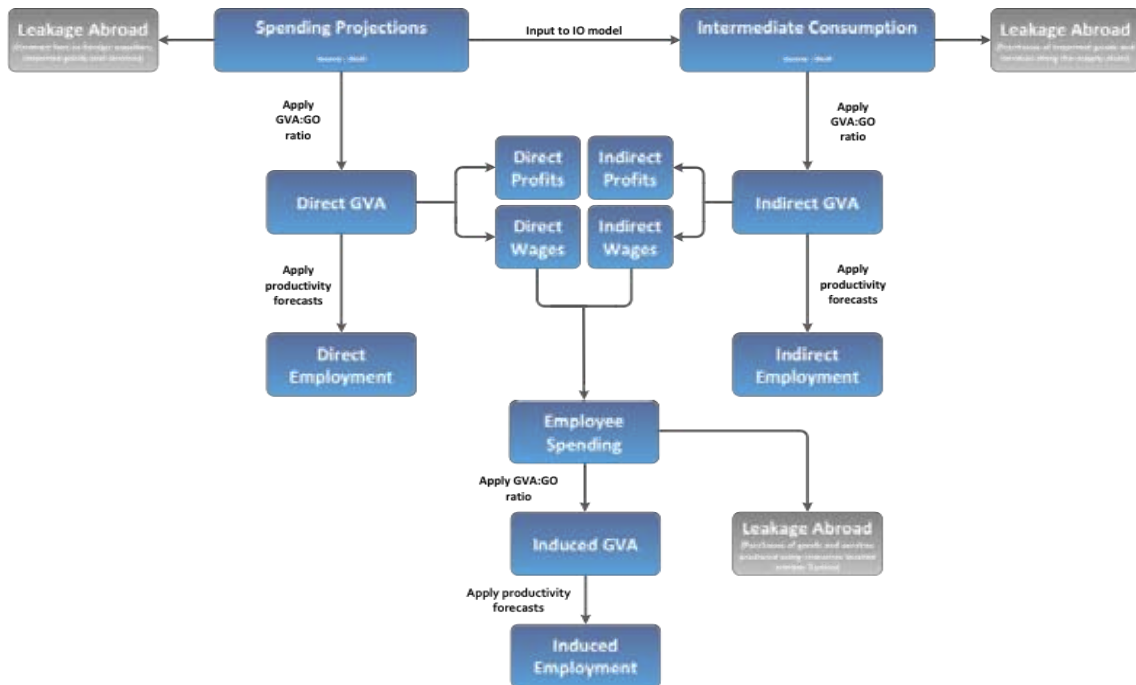 Leakage Abroad
Spending Projections
Input to IO model
Intermediate Consumption
Leakage Abroad
Apply
GVA:GO
ratio
Apply
GVA:GO
ratio
Direct
Profits
Indirect
Profits
Direct GVA
Indirect GVA
Direct
Wages
Indirect
Wages
Apply
productivity
forecasts
Apply
productivity
forecasts
Direct
Employment
Indirect
Employment
Employee
Spending
Apply GVA:GO
ratio
Leakage Abroad
Induced GVA
Apply productivity
forecasts
Induced
Employment